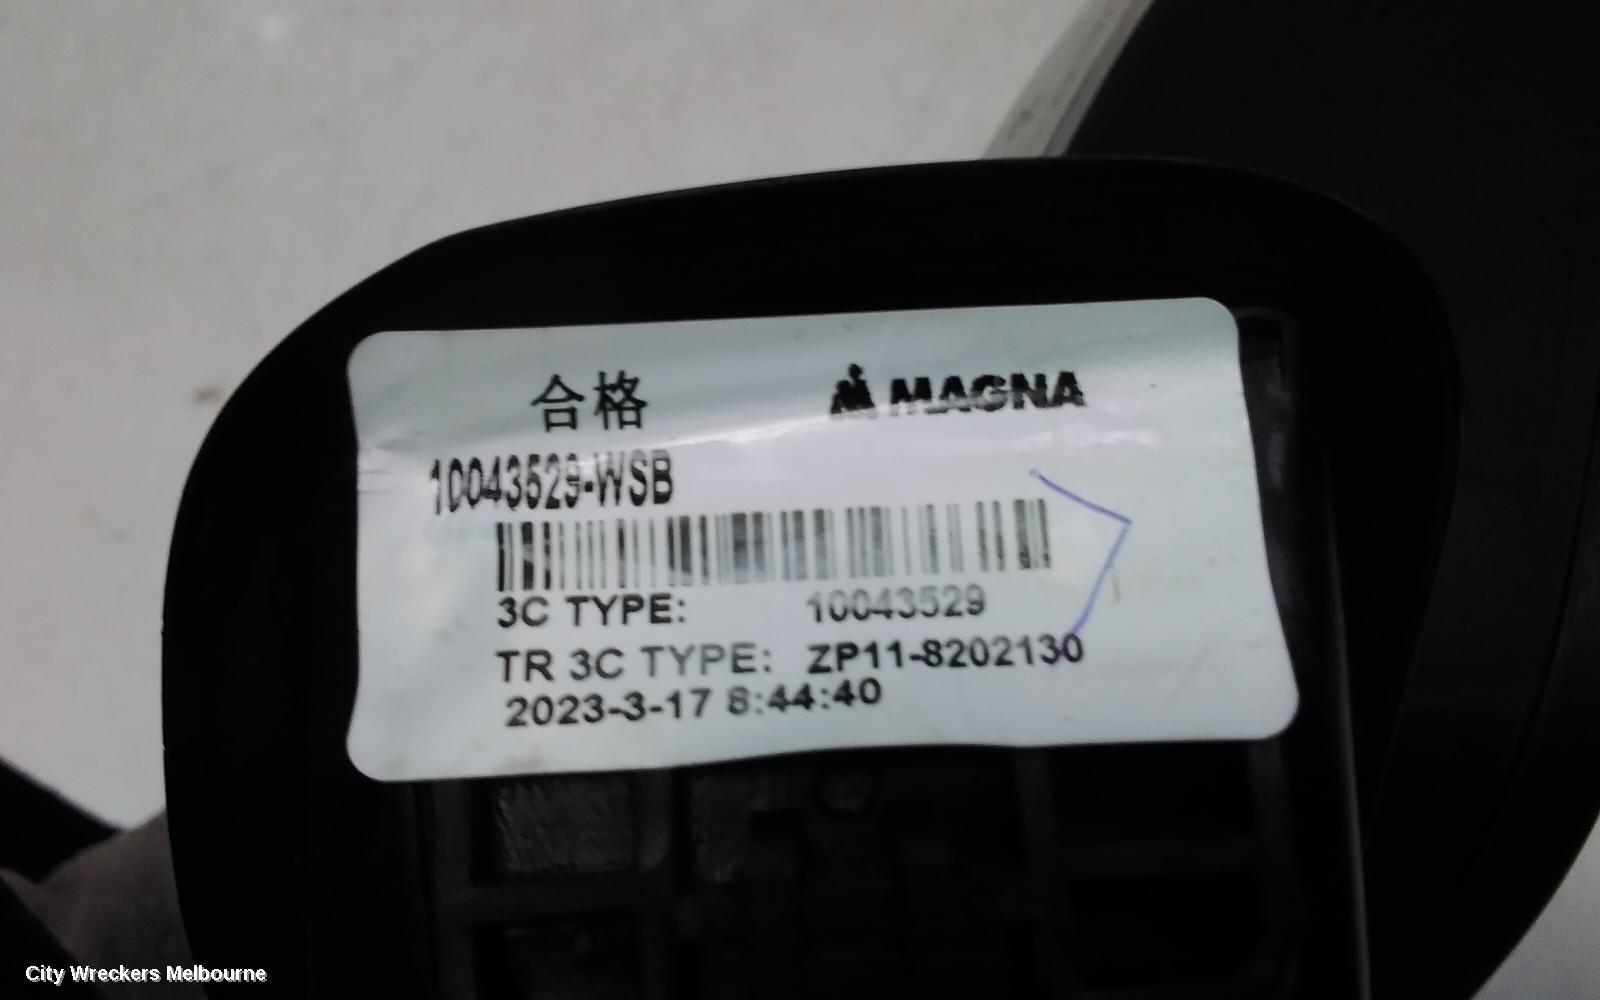 合格 MAGNA
10043529-WSB
3C TYPE: 10043529
TR 3C TYPE: ZP11-8202130
2023-3-17 8:44:40
City Wreckers Melbourne